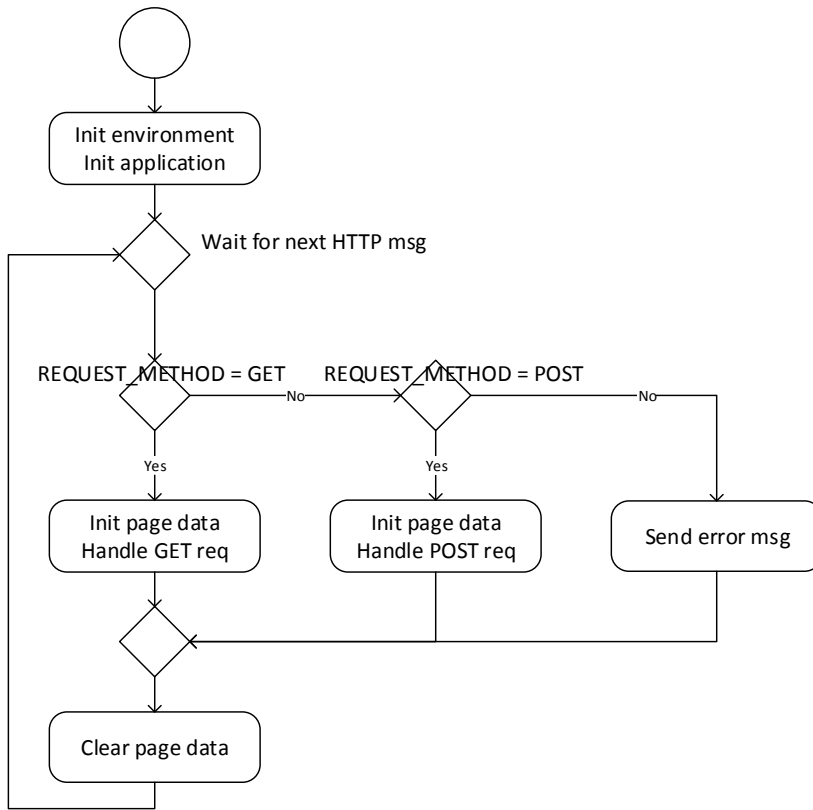 Init environment
Init application
Wait for next HTTP msg
REQUEST_METHOD = GET
REQUEST_METHOD = POST
No
No
Yes
Yes
Init page data
Handle GET req
Init page data
Handle POST req
Send error msg
Clear page data